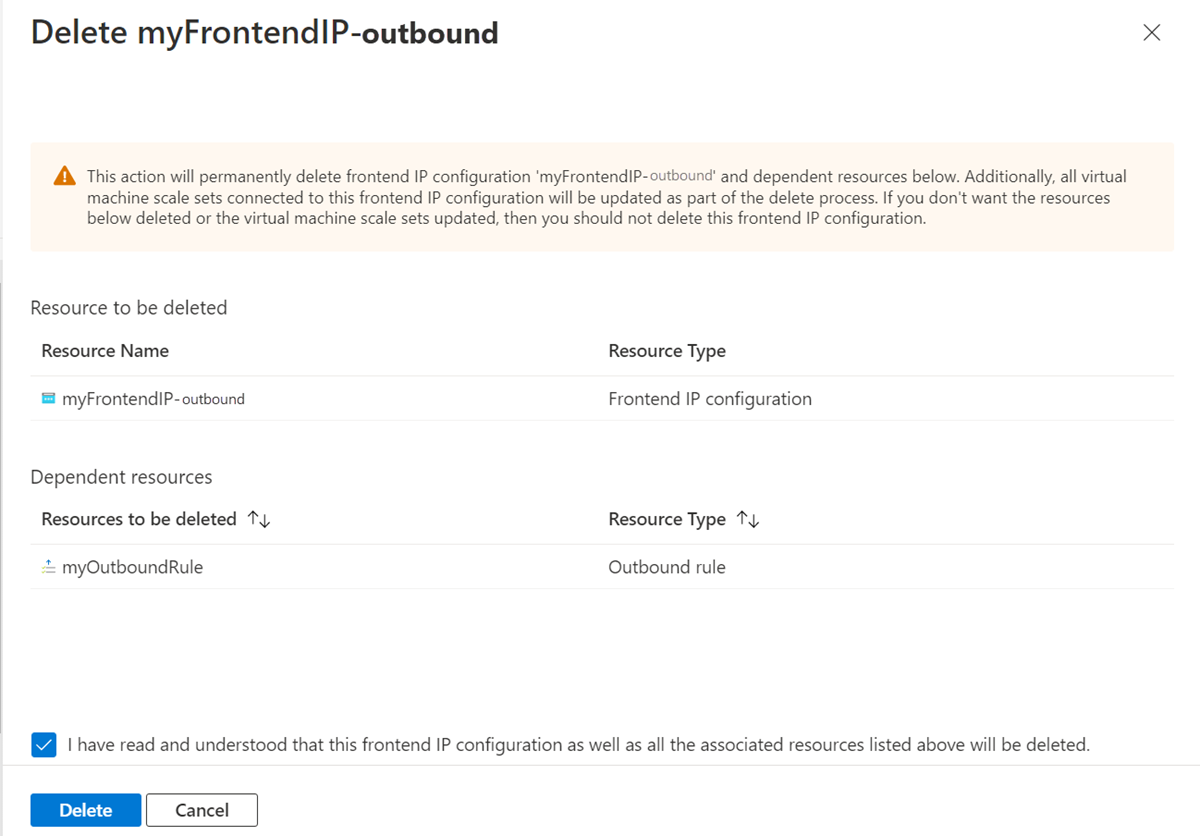 Delete myFrontendIP-outbound
This action will permanently delete frontend IP configuration 'myFrontendIP-outbound' and dependent resources below. Additionally, all virtual
machine scale sets connected to this frontend IP configuration will be updated as part of the delete process. If you don't want the resources
below deleted or the virtual machine scale sets updated, then you should not delete this frontend IP configuration.
Resource to be deleted
Resource Name Resource Type
myFrontendIP-outbound Frontend IP configuration
Dependent resources
Resources to be deleted ↑↓ Resource Type ↑↓
myOutboundRule Outbound rule
I have read and understood that this frontend IP configuration as well as all the associated resources listed above will be deleted.
Delete Cancel